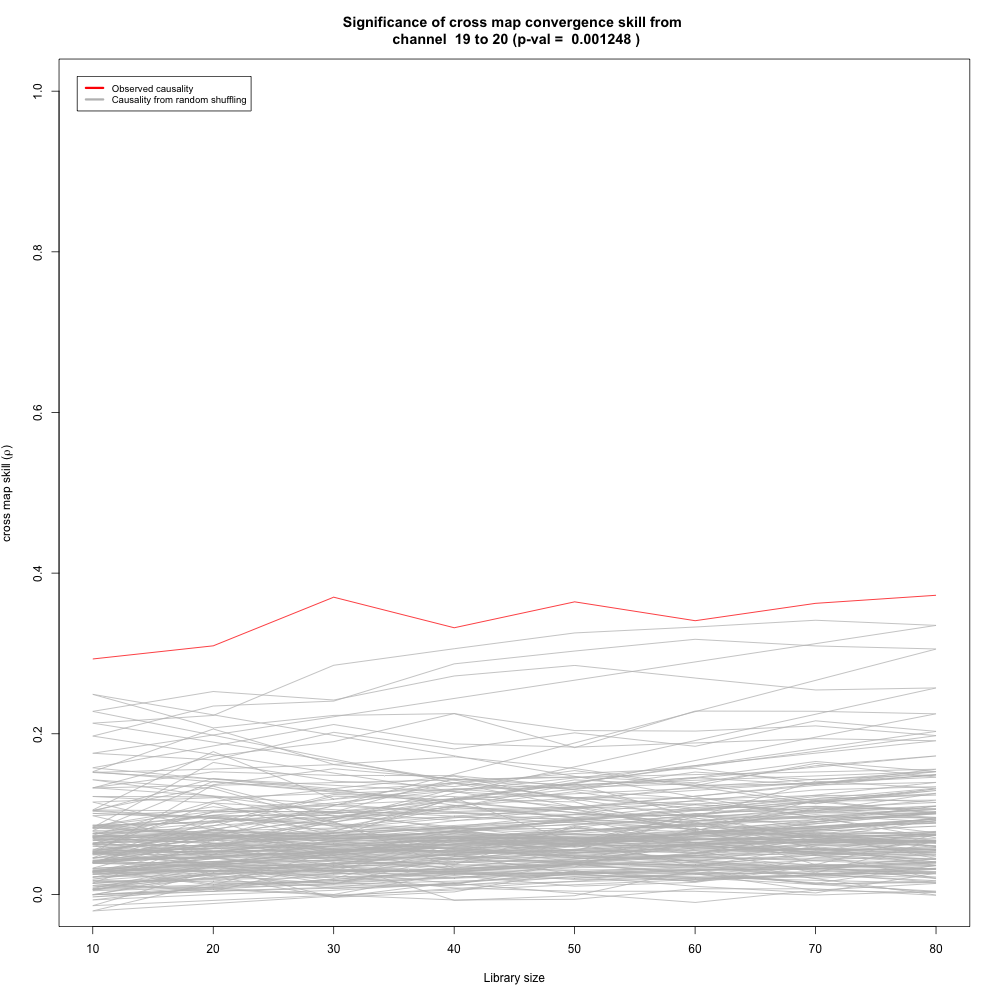 Significance of cross map convergence skill from
channel  19 to 20 (p-val =  0.001248 )
Observed causality
Causality from random shuffling
1.0
0.8
0.6
0.4
0.2
0.0
cross map skill (ρ)
10 20 30 40 50 60 70 80
Library size